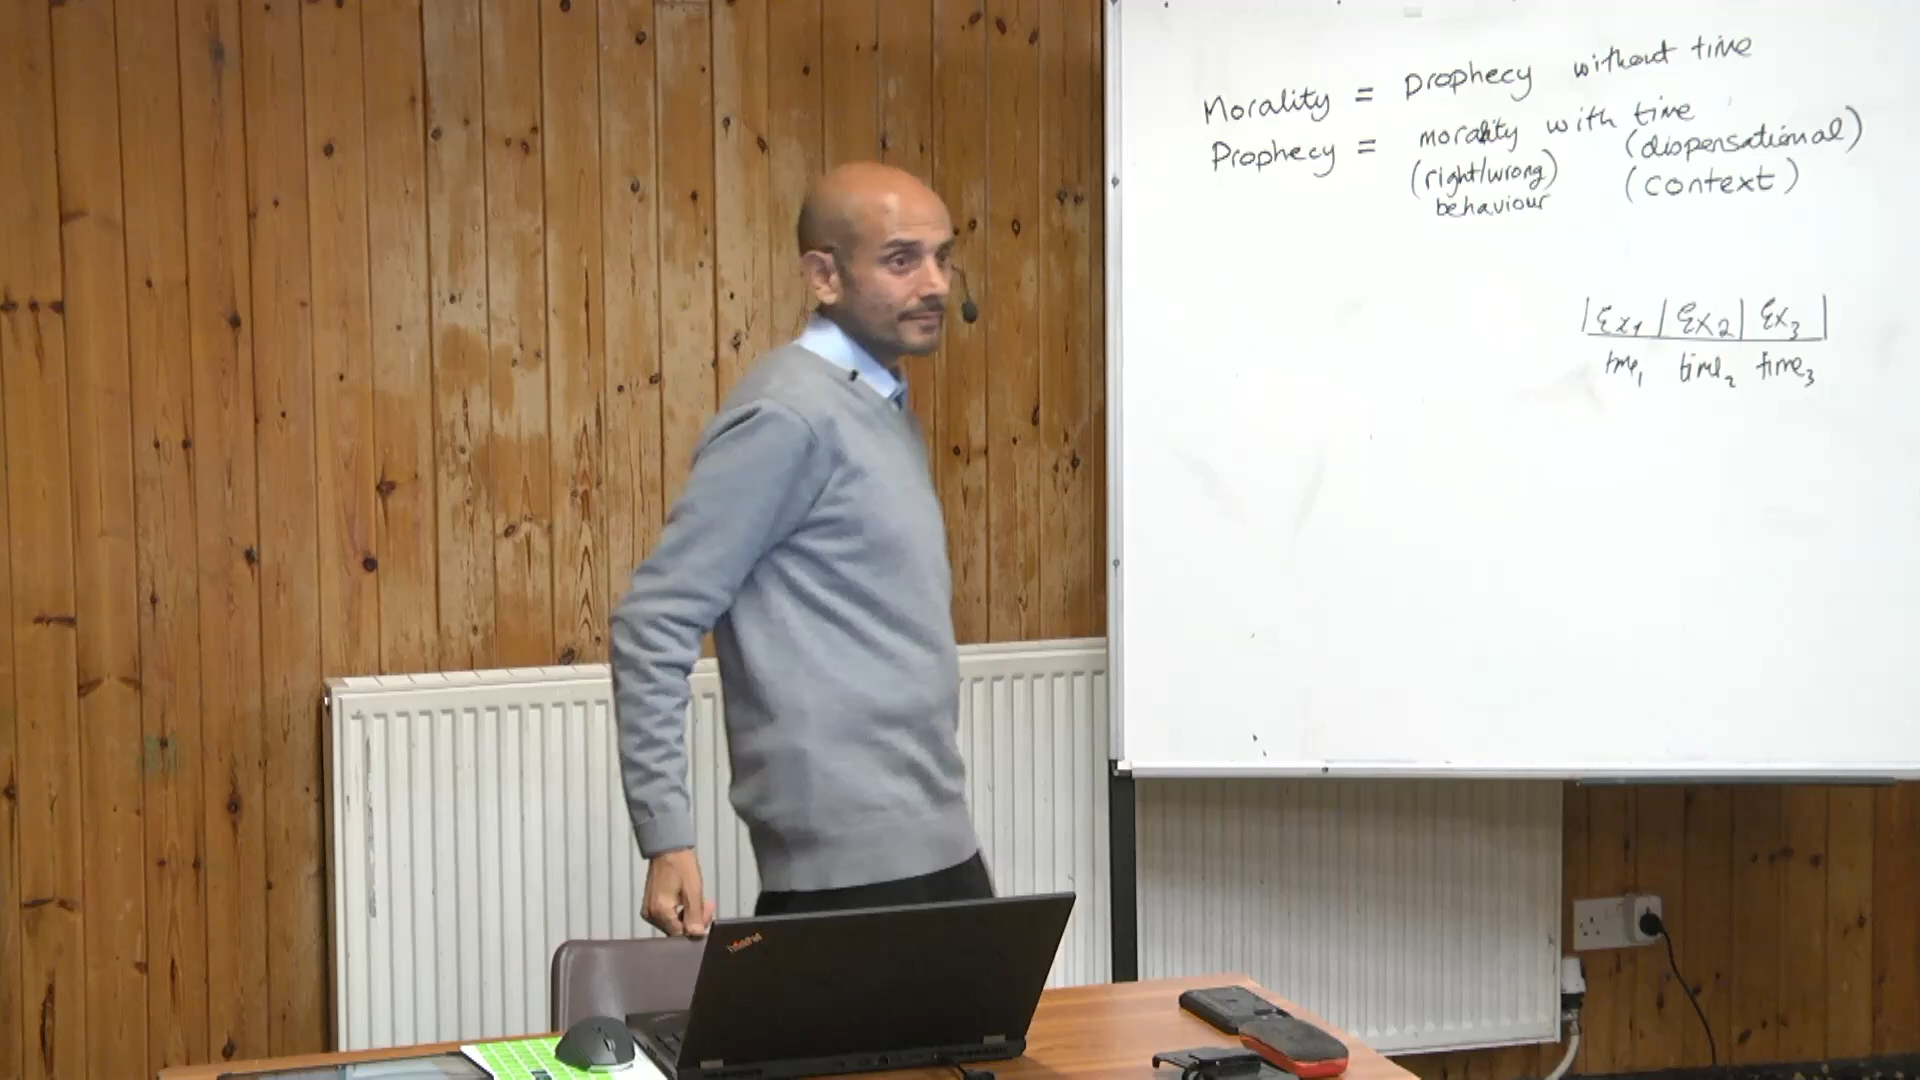 Morality = Prophecy without time
Prophecy = morality with time
(right/wrong) (dispensational)
behaviour (context)
|Ex1 | Ex2 | Ex3 |
time1 time2 time3
ThinkPad